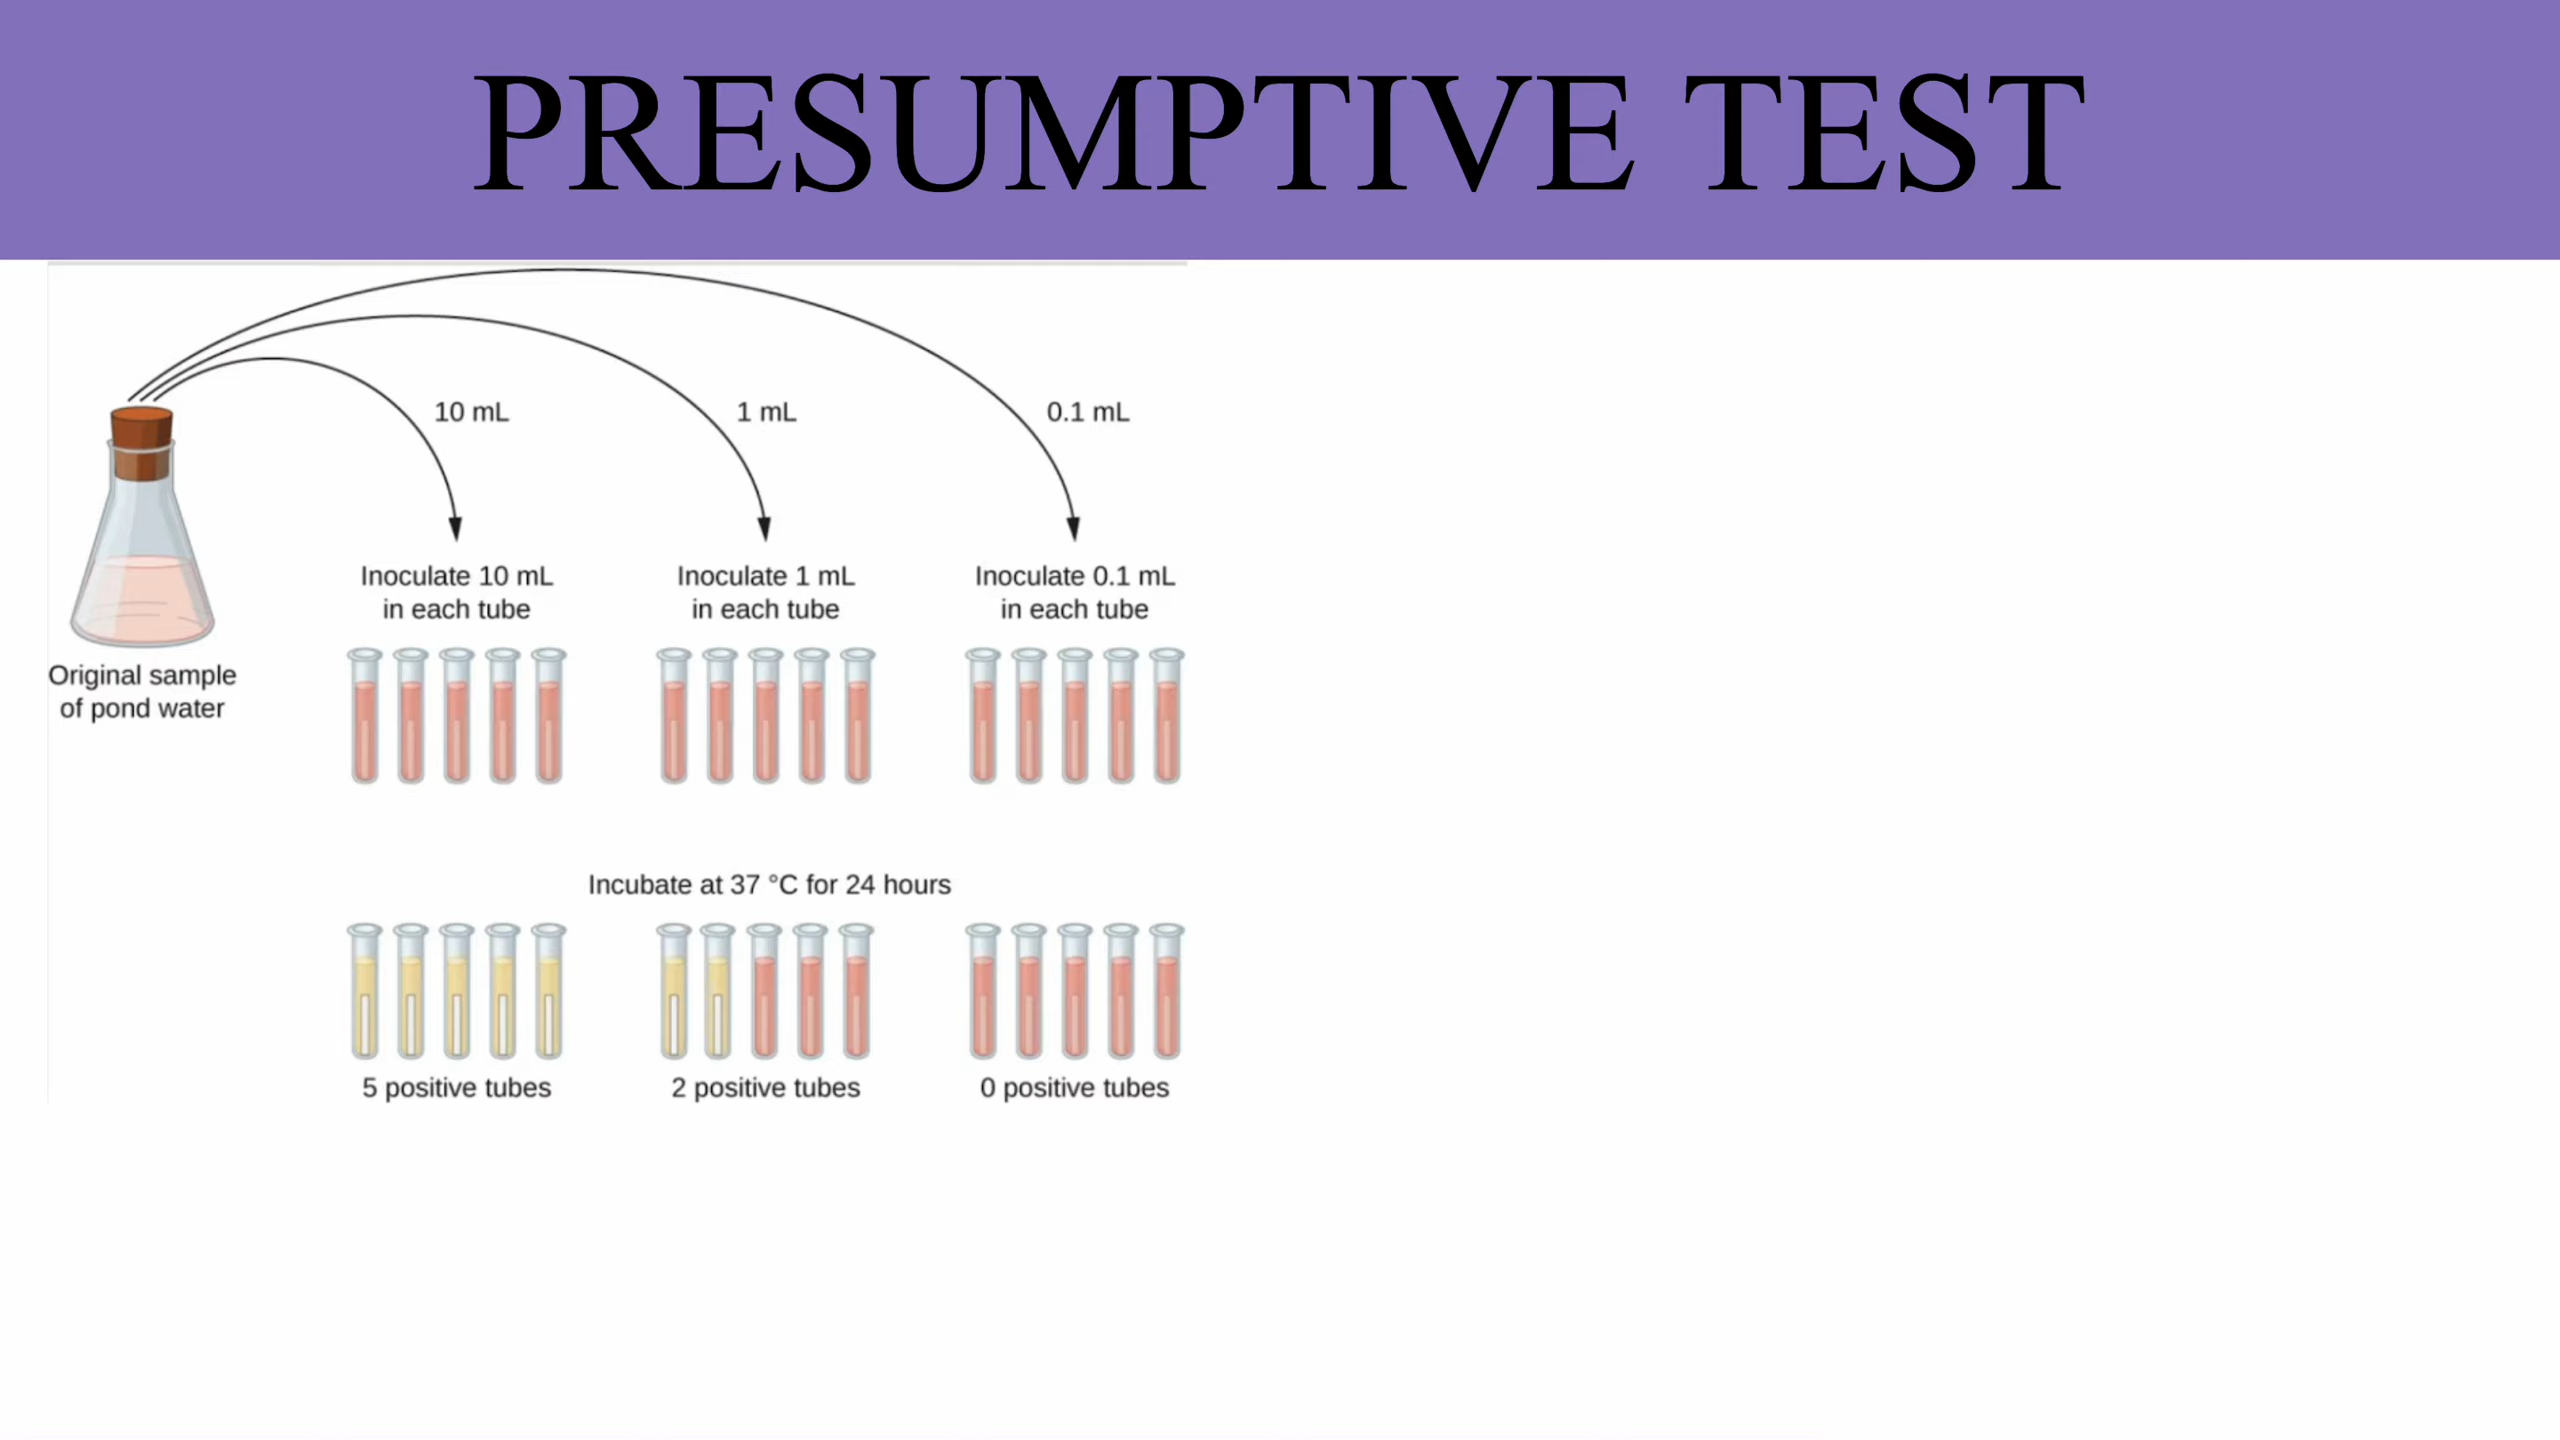 PRESUMPTIVE TEST
10 mL
1 mL
0.1 mL
Inoculate 10 mL
in each tube
Inoculate 1 mL
in each tube
Inoculate 0.1 mL
in each tube
Original sample
of pond water
Incubate at 37 °C for 24 hours
5 positive tubes
2 positive tubes
0 positive tubes